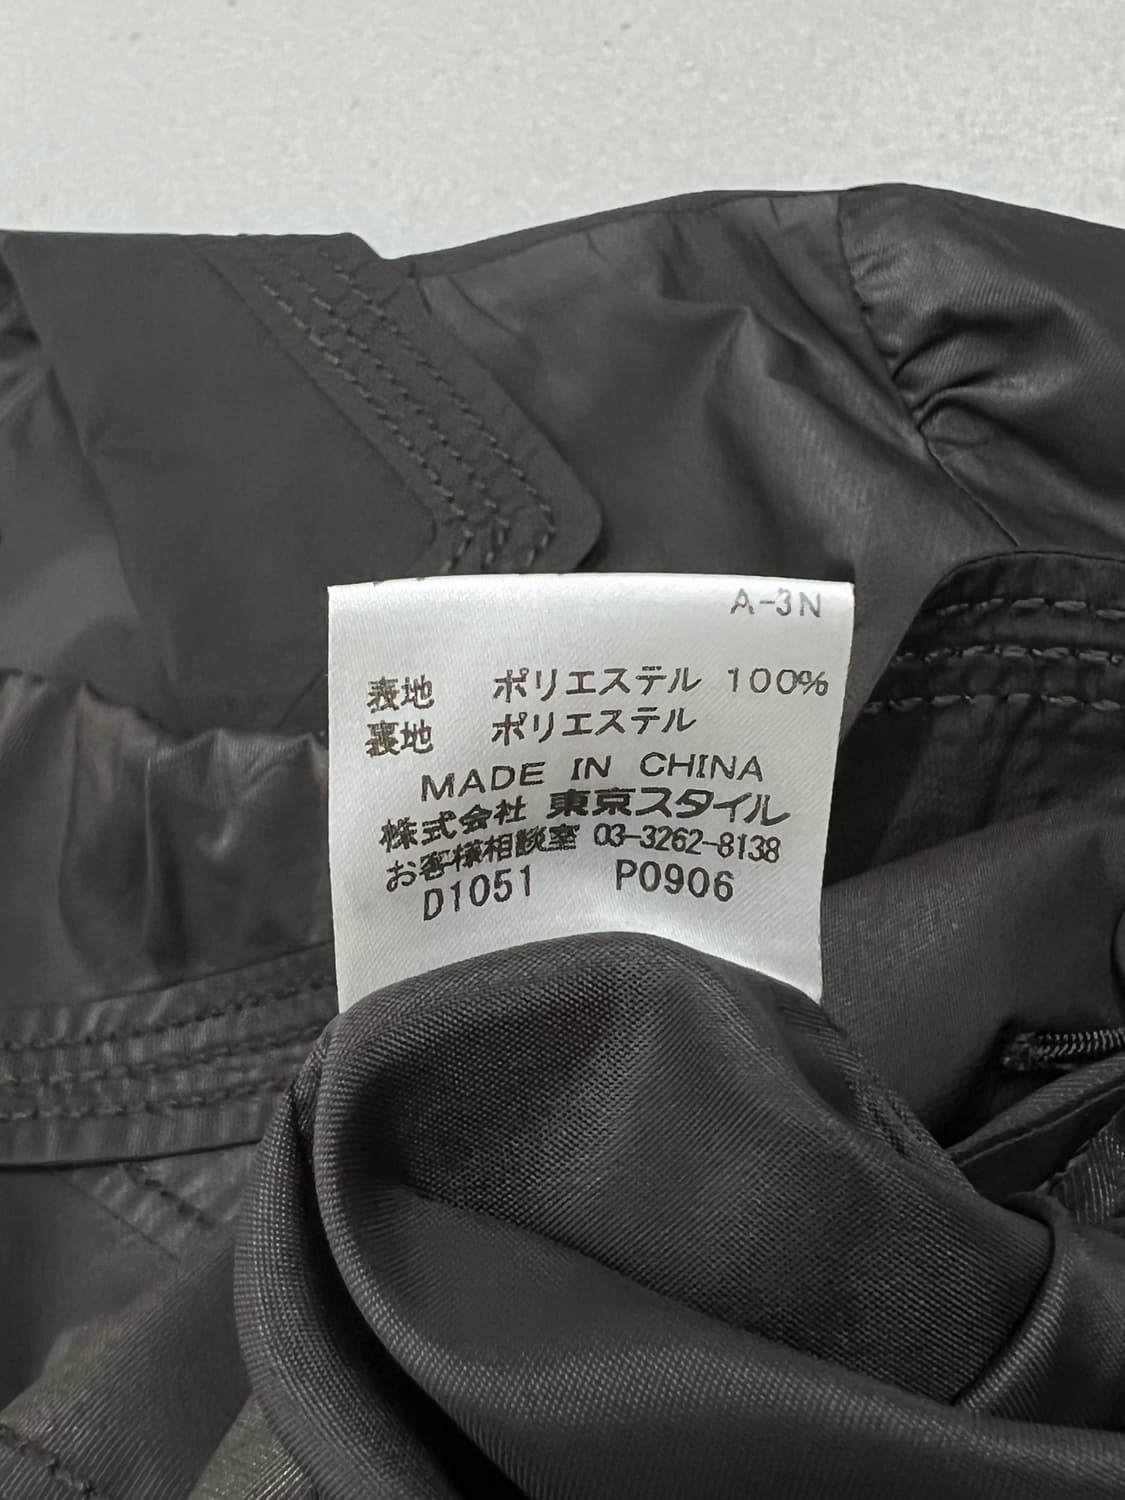 A-3N
表地 ポリエステル 100%
裏地 ポリエステル
MADE IN CHINA
株式会社 東京スタイル
お客様相談室 03-3262-8138
D1051 P0906